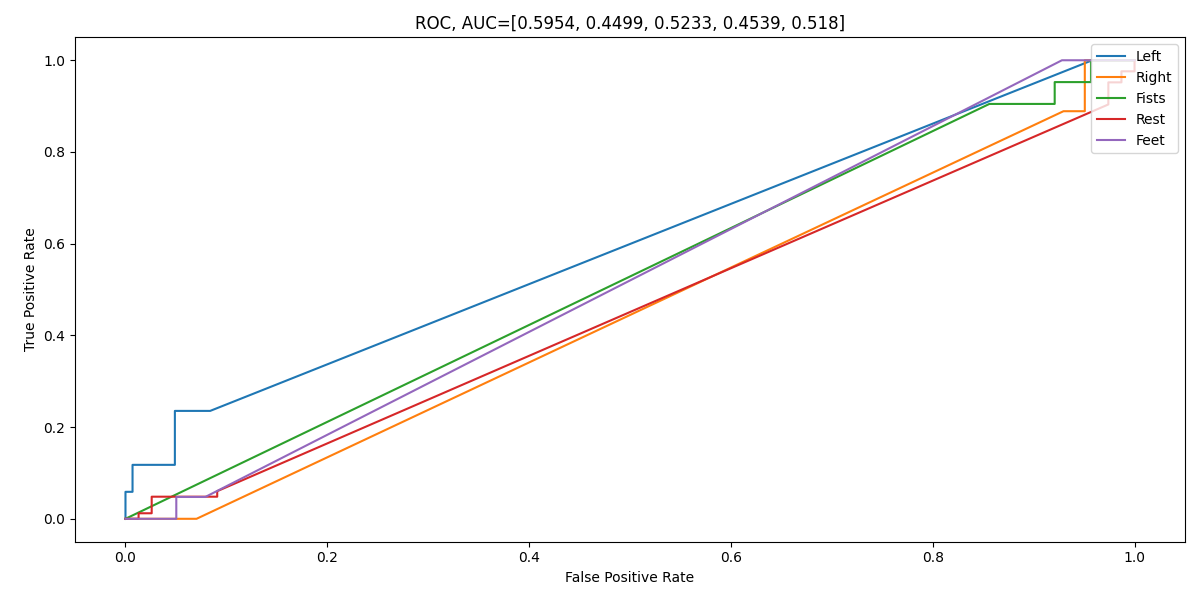 ROC, AUC=[0.5954, 0.4499, 0.5233, 0.4539, 0.518]
Left
Right
Fists
Rest
Feet
True Positive Rate
1.0
0.8
0.6
0.4
0.2
0.0
0.0 0.2 0.4 0.6 0.8 1.0
False Positive Rate